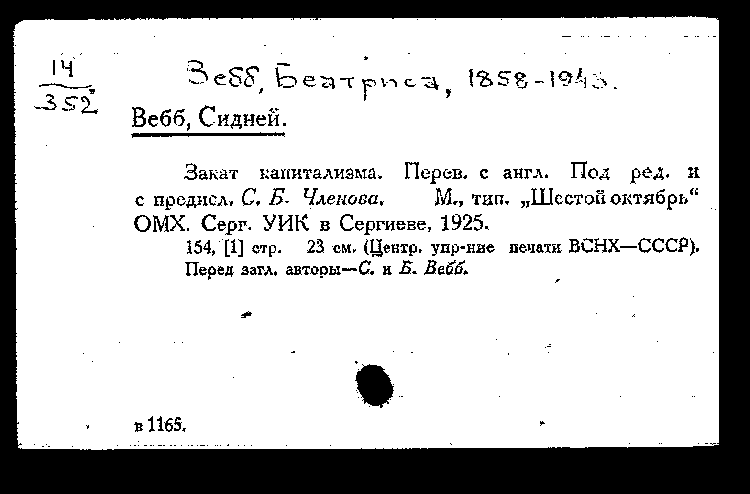 14
352
Вебб, Беатриса, 1858-1943.
Вебб, Сидней.
Закат капитализма. Перев. с англ. Под ред. и
с предисл. С. Б. Членова. М., тип. „Шестой октябрь“
ОМХ. Серг. УИК в Сергиеве, 1925.
154, [1] стр. 23 см. (Центр. упр-ние печати ВСНХ—СССР).
Перед загл. авторы—С. и Б. Вебб.
в 1165.